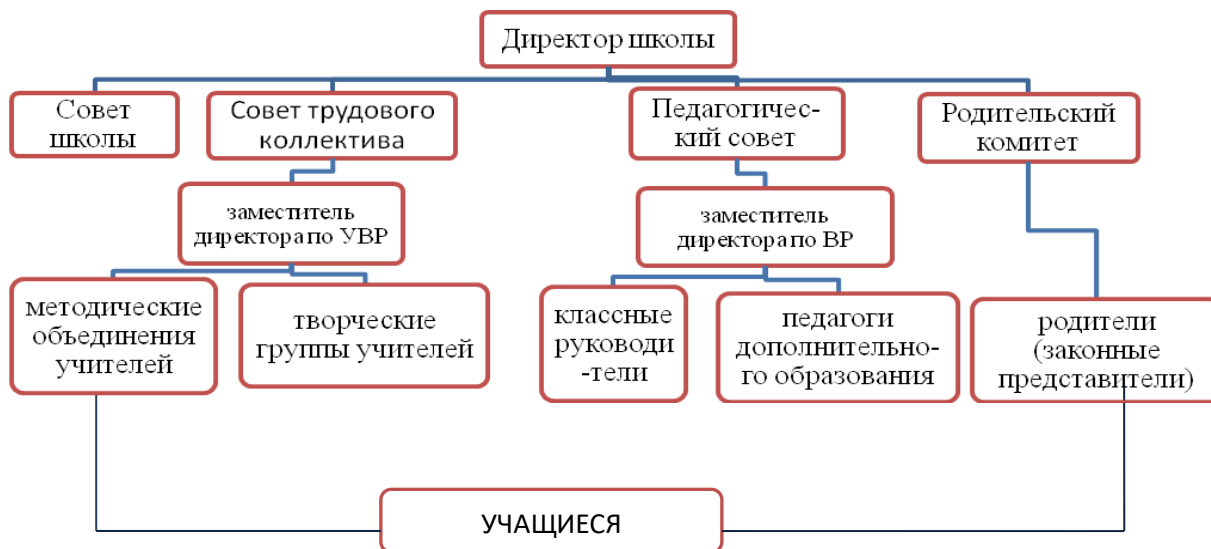 Директор школы
Совет
школы
Совет трудового
коллектива
Педагогичес-
кий совет
Родительский
комитет
заместитель
директора по УВР
заместитель
директора по ВР
методические
объединения
учителей
творческие
группы учителей
классные
руководи
-тели
педагоги
дополнительно-
го образования
родители
(законные
представители)
УЧАЩИЕСЯ